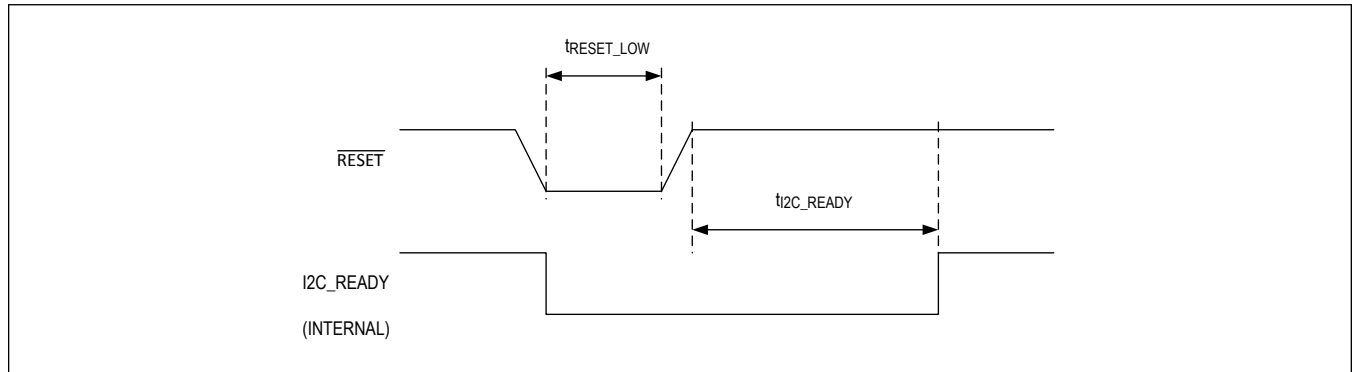 tRESET_LOW
RESET
tI2C_READY
I2C_READY
(INTERNAL)